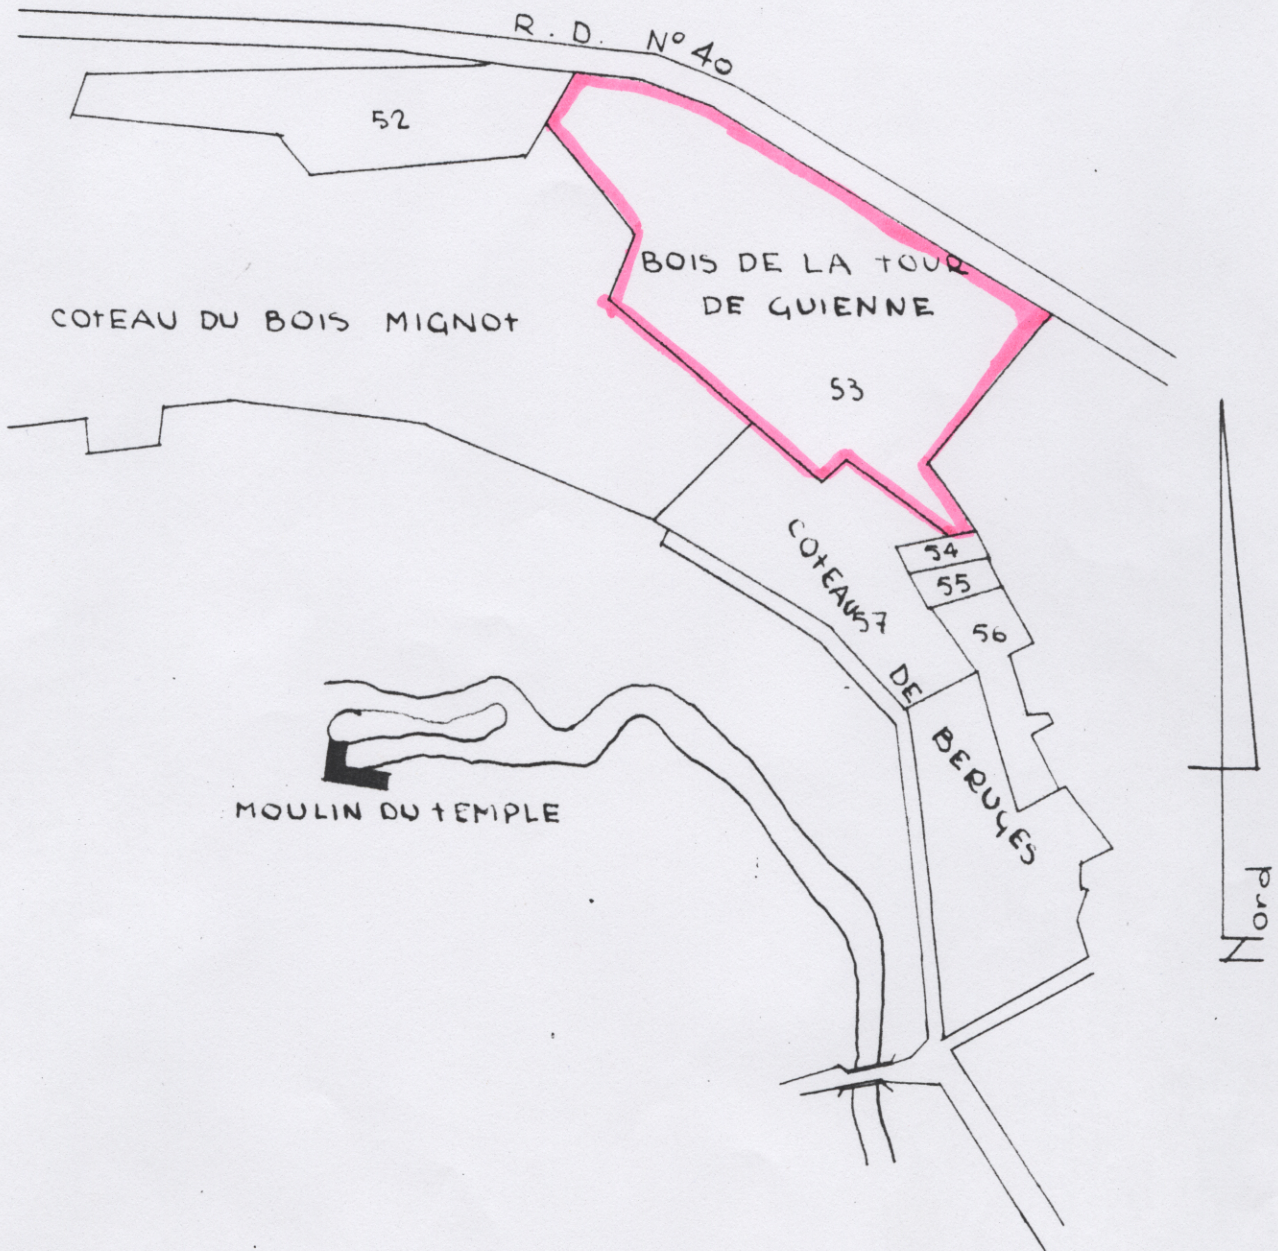 R. D. N° 40
52
BOIS DE LA TOUR
DE GUIENNE
COTEAU DU BOIS MIGNOT
53
54
55
56
COTEAUS
57
DE
BERUGES
MOULIN DU TEMPLE
Nord